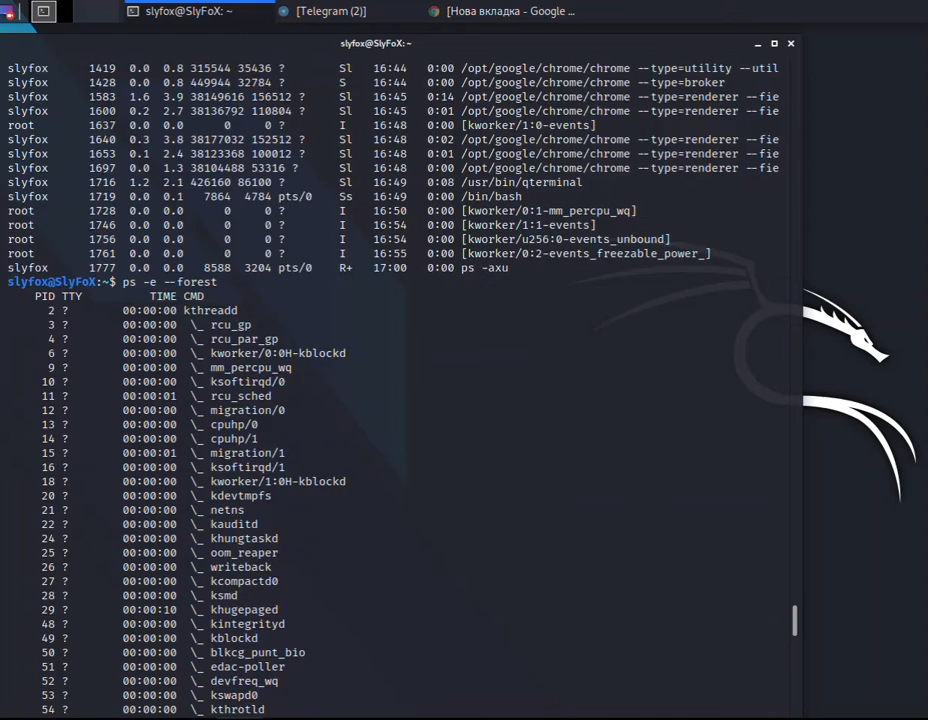 slyfox@SlyFoX: ~
[Telegram (2)]
[Нова вкладка - Google ...
slyfox@SlyFoX: ~
slyfox 1419 0.0 0.8 315544 35436 ? Sl 16:44 0:00 /opt/google/chrome/chrome --type=utility --util
slyfox 1428 0.0 0.8 449944 32784 ? S 16:44 0:00 /opt/google/chrome/chrome --type=broker
slyfox 1583 1.6 3.9 38149616 156512 ? Sl 16:45 0:14 /opt/google/chrome/chrome --type=renderer --fie
slyfox 1600 0.2 2.7 38136792 110804 ? Sl 16:45 0:01 /opt/google/chrome/chrome --type=renderer --fie
root 1637 0.0 0.0 0 0 ? I 16:48 0:00 [kworker/1:0-events]
slyfox 1640 0.3 3.8 38177032 152512 ? Sl 16:48 0:02 /opt/google/chrome/chrome --type=renderer --fie
slyfox 1653 0.1 2.4 38123368 100012 ? Sl 16:48 0:01 /opt/google/chrome/chrome --type=renderer --fie
slyfox 1697 0.0 1.3 38104488 53316 ? Sl 16:48 0:00 /opt/google/chrome/chrome --type=renderer --fie
slyfox 1716 1.2 2.1 426160 86100 ? Sl 16:49 0:08 /usr/bin/qterminal
slyfox 1719 0.0 0.1 7864 4784 pts/0 Ss 16:49 0:00 /bin/bash
root 1728 0.0 0.0 0 0 ? I 16:50 0:00 [kworker/0:1-mm_percpu_wq]
root 1746 0.0 0.0 0 0 ? I 16:54 0:00 [kworker/1:1-events]
root 1756 0.0 0.0 0 0 ? I 16:54 0:00 [kworker/u256:0-events_unbound]
root 1761 0.0 0.0 0 0 ? I 16:55 0:00 [kworker/0:2-events_freezable_power_]
slyfox 1777 0.0 0.0 8588 3204 pts/0 R+ 17:00 0:00 ps -axu
slyfox@SlyFoX:~$ ps -e --forest
PID TTY TIME CMD
2 ? 00:00:00 kthreadd
3 ? 00:00:00 \_ rcu_gp
4 ? 00:00:00 \_ rcu_par_gp
6 ? 00:00:00 \_ kworker/0:0H-kblockd
9 ? 00:00:00 \_ mm_percpu_wq
10 ? 00:00:00 \_ ksoftirqd/0
11 ? 00:00:01 \_ rcu_sched
12 ? 00:00:00 \_ migration/0
13 ? 00:00:00 \_ cpuhp/0
14 ? 00:00:00 \_ cpuhp/1
15 ? 00:00:01 \_ migration/1
16 ? 00:00:00 \_ ksoftirqd/1
18 ? 00:00:00 \_ kworker/1:0H-kblockd
20 ? 00:00:00 \_ kdevtmpfs
21 ? 00:00:00 \_ netns
22 ? 00:00:00 \_ kauditd
24 ? 00:00:00 \_ khungtaskd
25 ? 00:00:00 \_ oom_reaper
26 ? 00:00:00 \_ writeback
27 ? 00:00:00 \_ kcompactd0
28 ? 00:00:00 \_ ksmd
29 ? 00:00:10 \_ khugepaged
48 ? 00:00:00 \_ kintegrityd
49 ? 00:00:00 \_ kblockd
50 ? 00:00:00 \_ blkcg_punt_bio
51 ? 00:00:00 \_ edac-poller
52 ? 00:00:00 \_ devfreq_wq
53 ? 00:00:00 \_ kswapd0
54 ? 00:00:00 \_ kthrotld